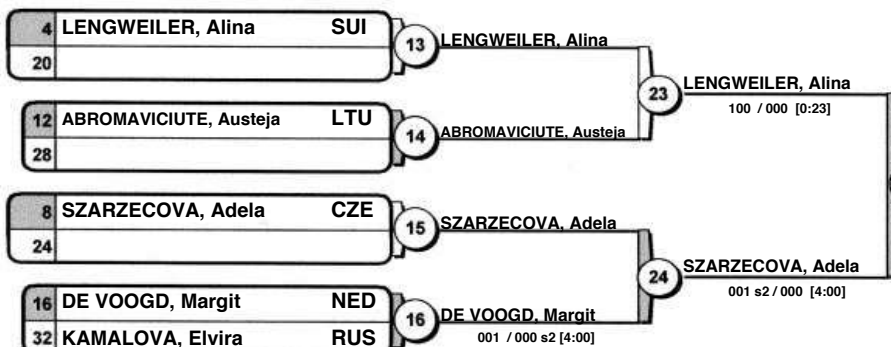 4 LENGWEILER, Alina SUI
20
13
LENGWEILER, Alina
12 ABROMAVICIUTE, Austeja LTU
28
14
ABROMAVICIUTE, Austeja
23
LENGWEILER, Alina
100 / 000 [0:23]
8 SZARZECOVA, Adela CZE
24
15
SZARZECOVA, Adela
16 DE VOOGD, Margit NED
32 KAMALOVA, Elvira RUS
16
DE VOOGD, Margit
001 / 000 s2 [4:00]
24
SZARZECOVA, Adela
001 s2 / 000 [4:00]